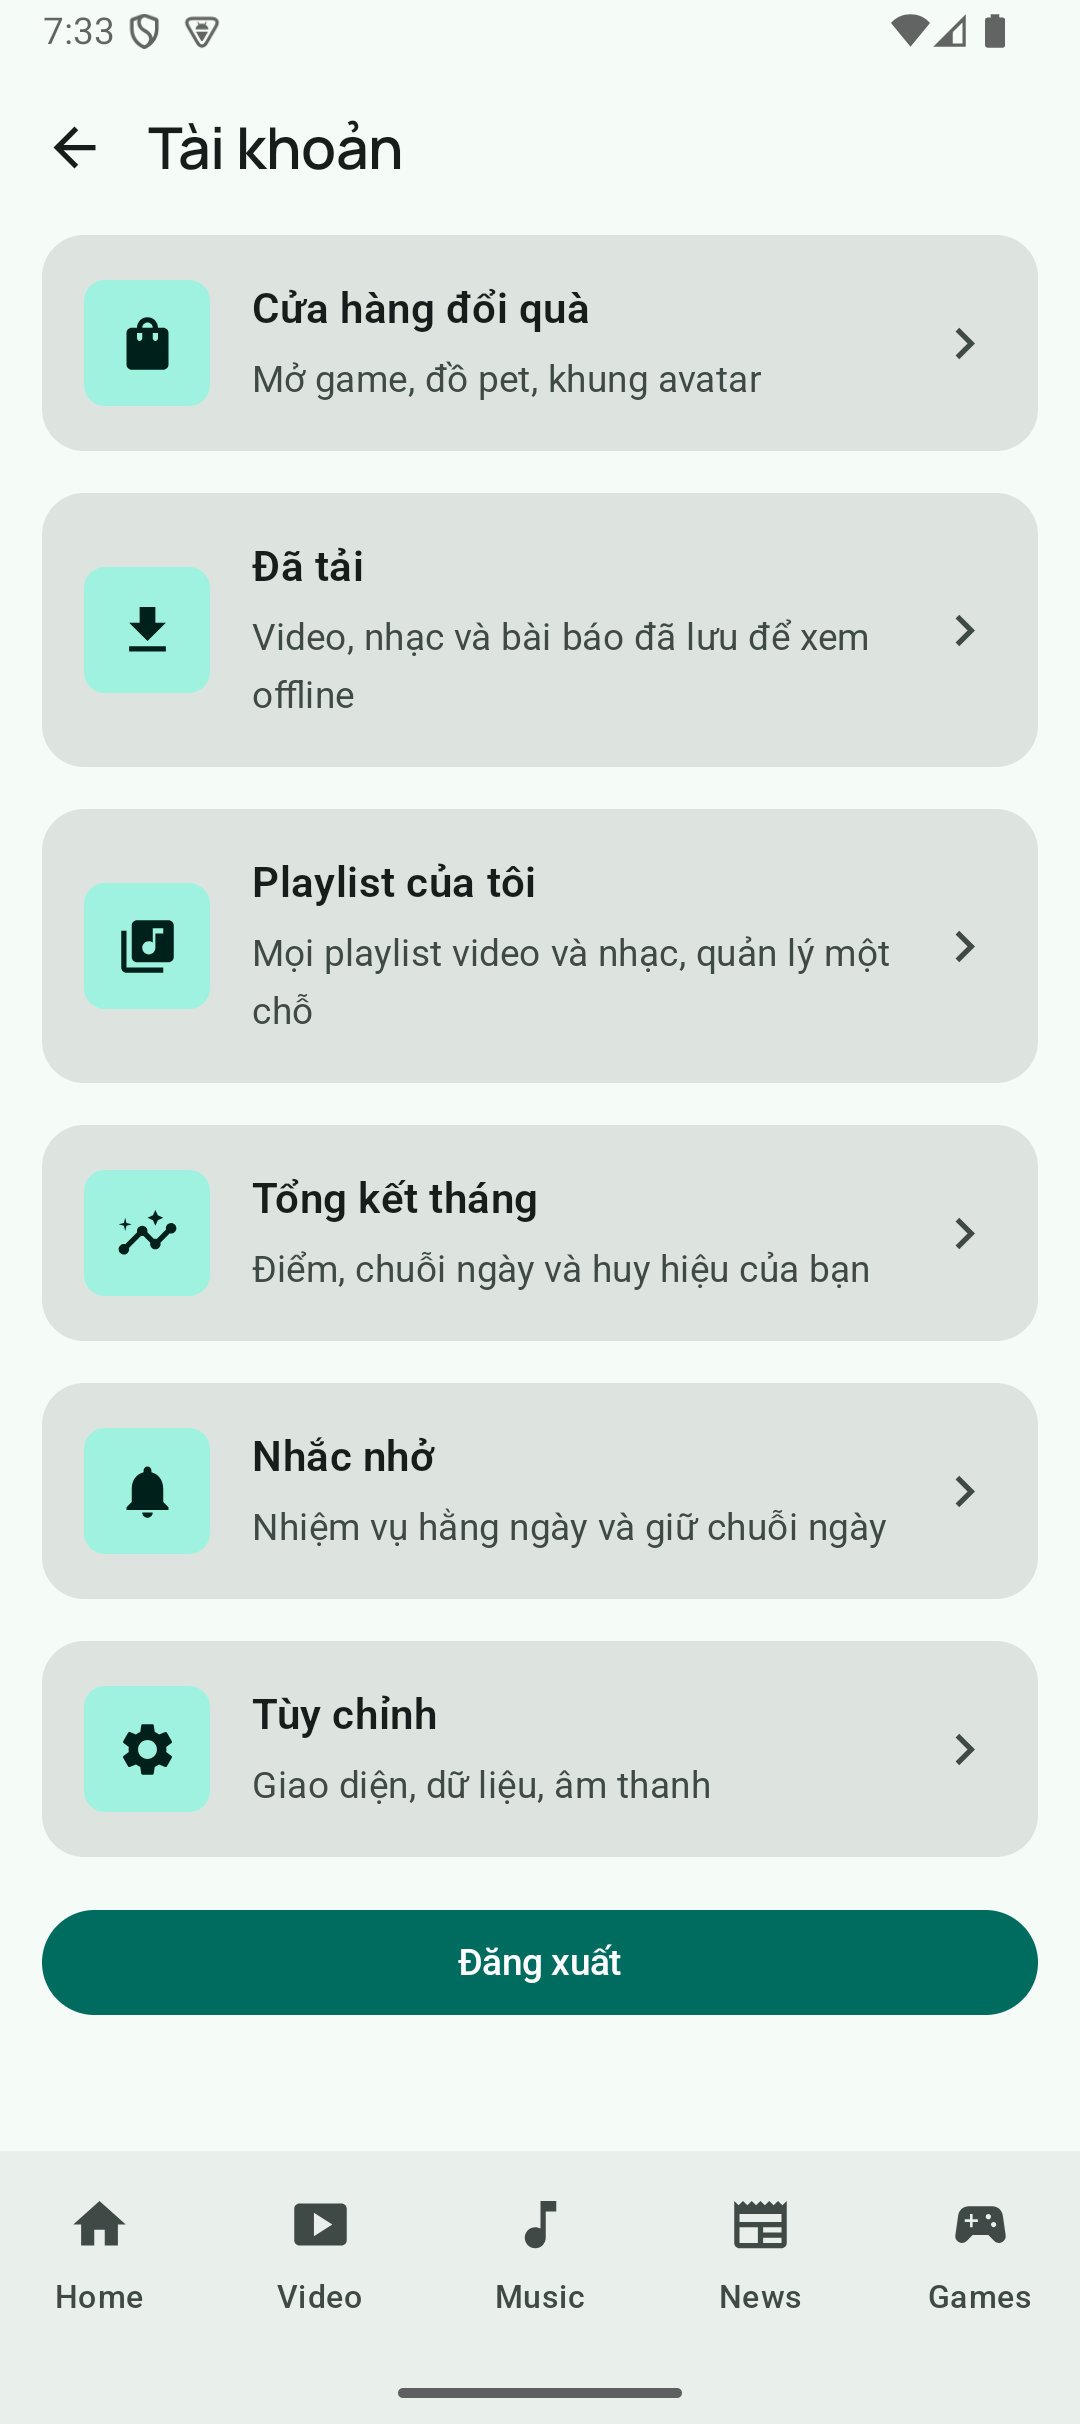 7:33
Tài khoản
Cửa hàng đổi quà
Mở game, đồ pet, khung avatar
Đã tải
Video, nhạc và bài báo đã lưu để xem
offline
Playlist của tôi
Mọi playlist video và nhạc, quản lý một
chỗ
Tổng kết tháng
Điểm, chuỗi ngày và huy hiệu của bạn
Nhắc nhở
Nhiệm vụ hằng ngày và giữ chuỗi ngày
Tùy chỉnh
Giao diện, dữ liệu, âm thanh
Đăng xuất
Home Video Music News Games